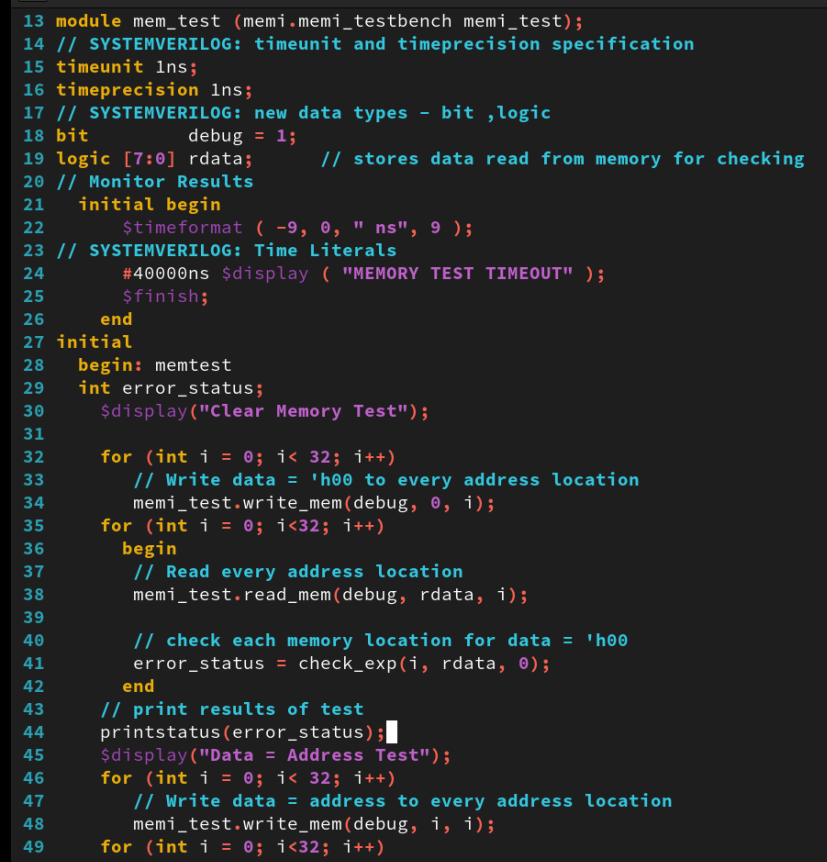 13 module mem_test (memi.memi_testbench memi_test);
14 // SYSTEMVERILOG: timeunit and timeprecision specification
15 timeunit 1ns;
16 timeprecision 1ns;
17 // SYSTEMVERILOG: new data types - bit ,logic
18 bit         debug = 1;
19 logic [7:0] rdata;      // stores data read from memory for checking
20 // Monitor Results
21   initial begin
22       $timeformat ( -9, 0, " ns", 9 );
23 // SYSTEMVERILOG: Time Literals
24       #40000ns $display ( "MEMORY TEST TIMEOUT" );
25       $finish;
26     end
27 initial
28   begin: memtest
29   int error_status;
30     $display("Clear Memory Test");
31
32     for (int i = 0; i< 32; i++)
33        // Write data = 'h00 to every address location
34        memi_test.write_mem(debug, 0, i);
35     for (int i = 0; i<32; i++)
36       begin
37        // Read every address location
38        memi_test.read_mem(debug, rdata, i);
39
40        // check each memory location for data = 'h00
41        error_status = check_exp(i, rdata, 0);
42       end
43     // print results of test
44     printstatus(error_status);
45     $display("Data = Address Test");
46     for (int i = 0; i< 32; i++)
47        // Write data = address to every address location
48        memi_test.write_mem(debug, i, i);
49     for (int i = 0; i<32; i++)